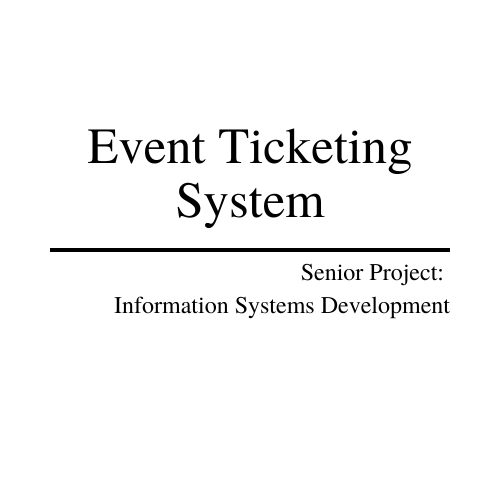 Event Ticketing
System
Senior Project:
Information Systems Development